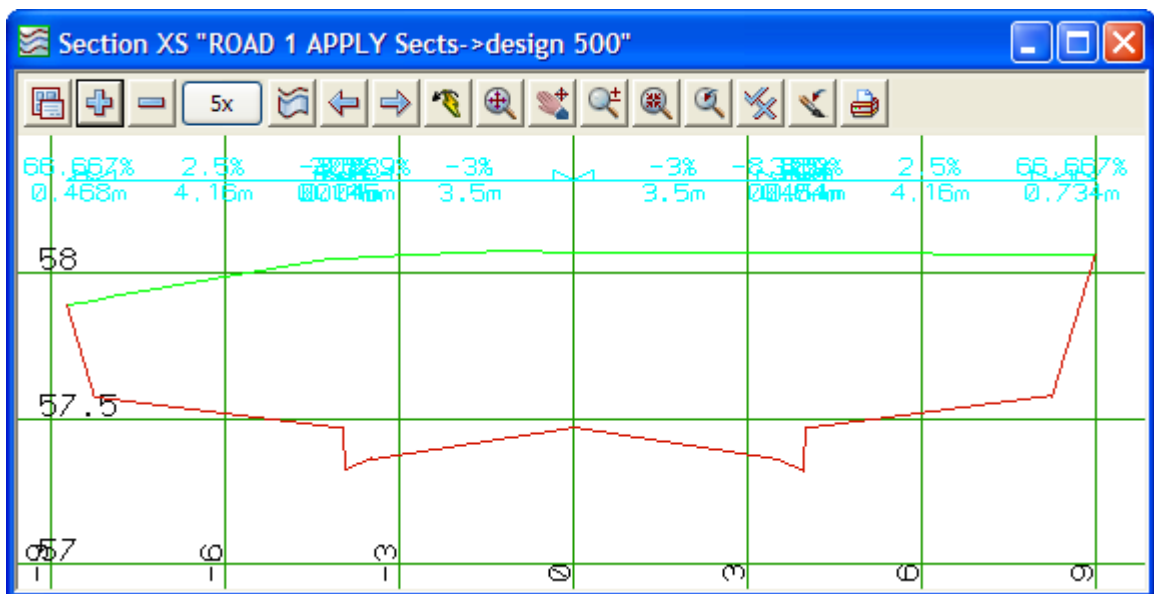 Section XS "ROAD 1 APPLY Sects->design 500"
5x
66.667% 2.5% -3% -3% 2.5% 66.667%
0.468m 4.16m 3.5m 3.5m 4.16m 0.734m
58
57.5
57
-9 -6 -3 0 3 6 9